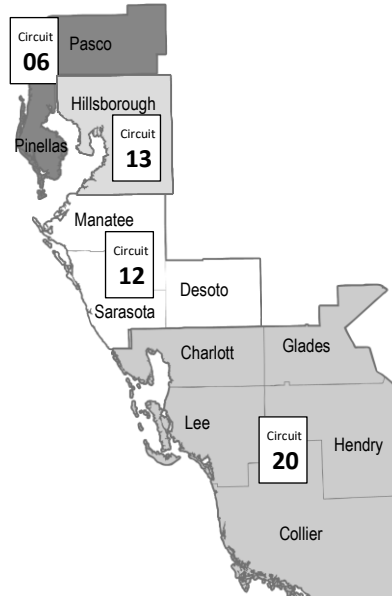 Circuit
06
Pasco
Hillsborough
Circuit
13
Pinellas
Manatee
Circuit
12
Desoto
Sarasota
Charlott
Glades
Lee
Circuit
20
Hendry
Collier